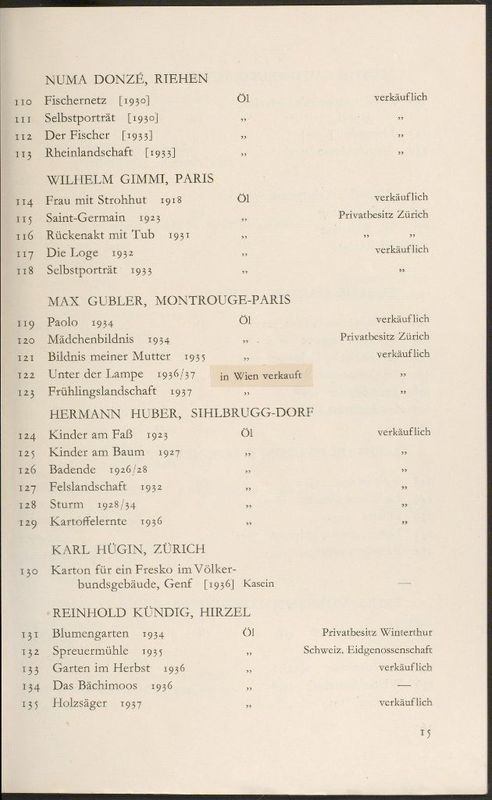 NUMA DONZÉ, RIEHEN
110 Fischernetz [1930] Öl verkäuflich
111 Selbstporträt [1930] „ „
112 Der Fischer [1933] „ „
113 Rheinlandschaft [1933] „ „
WILHELM GIMMI, PARIS
114 Frau mit Strohhut 1918 Öl verkäuflich
115 Saint-Germain 1923 „ Privatbesitz Zürich
116 Rückenakt mit Tub 1931 „ „ „
117 Die Loge 1932 „ verkäuflich
118 Selbstporträt 1933 „ „
MAX GUBLER, MONTROUGE-PARIS
119 Paolo 1934 Öl verkäuflich
120 Mädchenbildnis 1934 „ Privatbesitz Zürich
121 Bildnis meiner Mutter 1935 „ verkäuflich
122 Unter der Lampe 1936/37 in Wien verkauft „
123 Frühlingslandschaft 1937 „ „
HERMANN HUBER, SIHLBRUGG-DORF
124 Kinder am Faß 1923 Öl verkäuflich
125 Kinder am Baum 1927 „ „
126 Badende 1926/28 „ „
127 Felslandschaft 1932 „ „
128 Sturm 1928/34 „ „
129 Kartoffelernte 1936 „ „
KARL HÜGIN, ZÜRICH
130 Karton für ein Fresko im Völker-
bundsgebäude, Genf [1936] Kasein —
REINHOLD KÜNDIG, HIRZEL
131 Blumengarten 1934 Öl Privatbesitz Winterthur
132 Spreuermühle 1935 „ Schweiz. Eidgenossenschaft
133 Garten im Herbst 1936 „ verkäuflich
134 Das Bächimoos 1936 „ —
135 Holzsäger 1937 „ verkäuflich
15